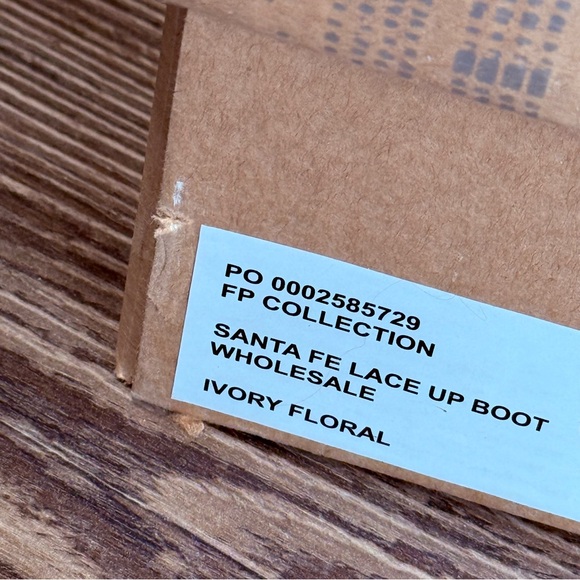 PO 0002585729
FP COLLECTION
SANTA FE LACE UP BOOT
WHOLESALE
IVORY FLORAL